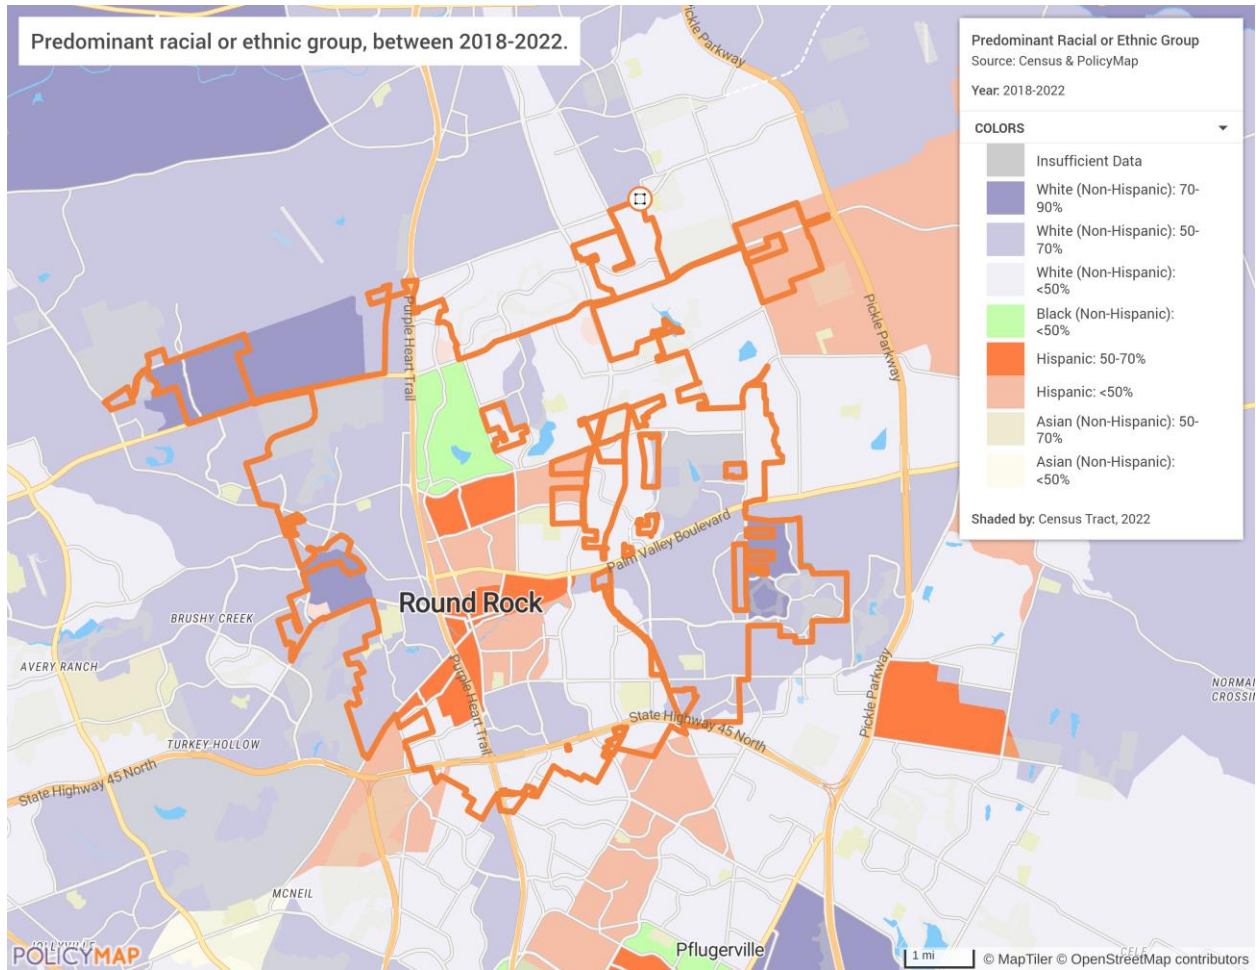 Predominant racial or ethnic group, between 2018-2022.
Predominant Racial or Ethnic Group
Source: Census & PolicyMap
Year: 2018-2022
COLORS
Insufficient Data
White (Non-Hispanic): 70-
90%
White (Non-Hispanic): 50-
70%
White (Non-Hispanic):
<50%
Black (Non-Hispanic):
<50%
Hispanic: 50-70%
Hispanic: <50%
Asian (Non-Hispanic): 50-
70%
Asian (Non-Hispanic):
<50%
Shaded by: Census Tract, 2022
Pickle Parkway
Purple Heart Trail
Pickle Parkway
Palm Valley Boulevard
Round Rock
BRUSHY CREEK
AVERY RANCH
Purple Heart Trail
Pickle Parkway
NORMA
CROSSIN
State Highway 45 North
TURKEY HOLLOW
State Highway 45 North
MCNEIL
JOLLYVILLE
POLICYMAP
Pflugerville
CELE
1 mi
© MapTiler © OpenStreetMap contributors